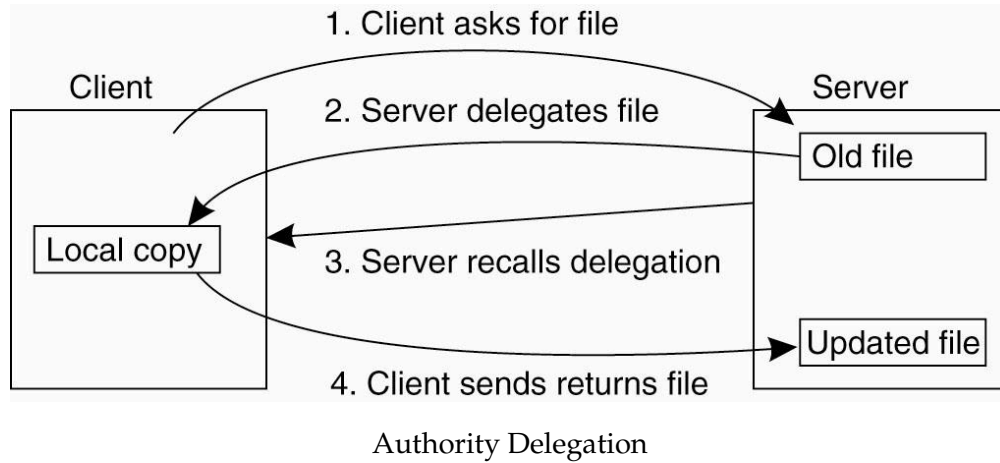 1. Client asks for file
Client
Server
2. Server delegates file
Old file
Local copy
3. Server recalls delegation
Updated file
4. Client sends returns file
Authority Delegation